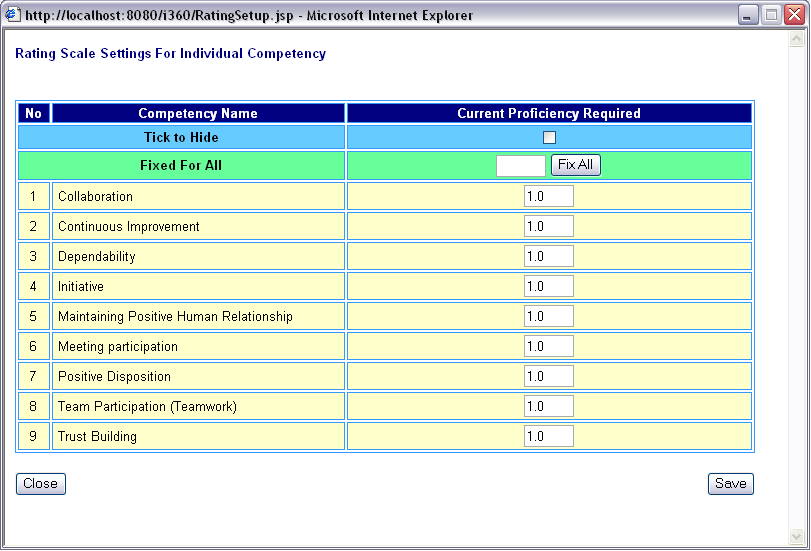 http://localhost:8080/i360/RatingSetup.jsp - Microsoft Internet Explorer
Rating Scale Settings For Individual Competency
No Competency Name Current Proficiency Required
Tick to Hide
Fixed For All Fix All
1 Collaboration 1.0
2 Continuous Improvement 1.0
3 Dependability 1.0
4 Initiative 1.0
5 Maintaining Positive Human Relationship 1.0
6 Meeting participation 1.0
7 Positive Disposition 1.0
8 Team Participation (Teamwork) 1.0
9 Trust Building 1.0
Close Save